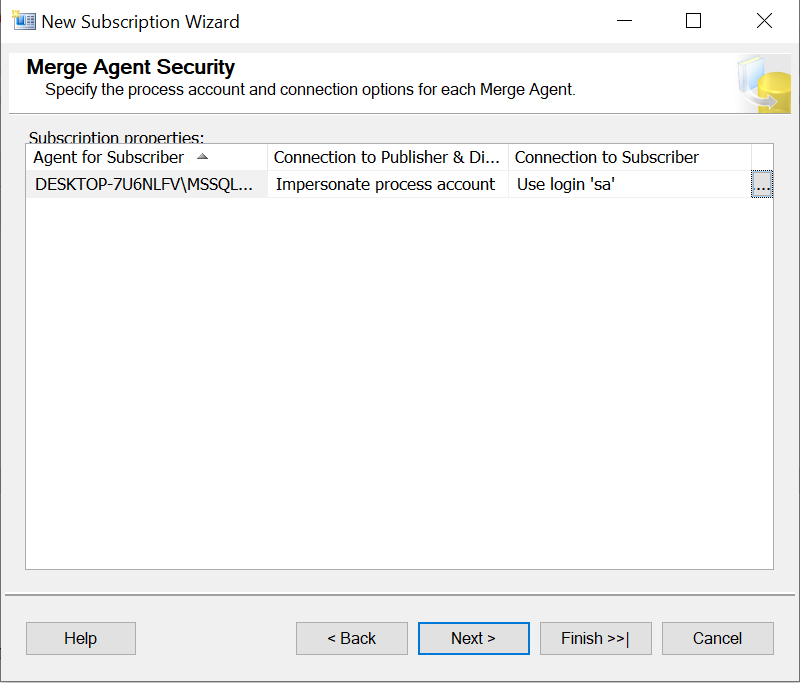 New Subscription Wizard
Merge Agent Security
Specify the process account and connection options for each Merge Agent.
Subscription properties:
Agent for Subscriber Connection to Publisher & Di... Connection to Subscriber
DESKTOP-7U6NLFV\MSSQL... Impersonate process account Use login 'sa' ...
Help < Back Next > Finish >>| Cancel